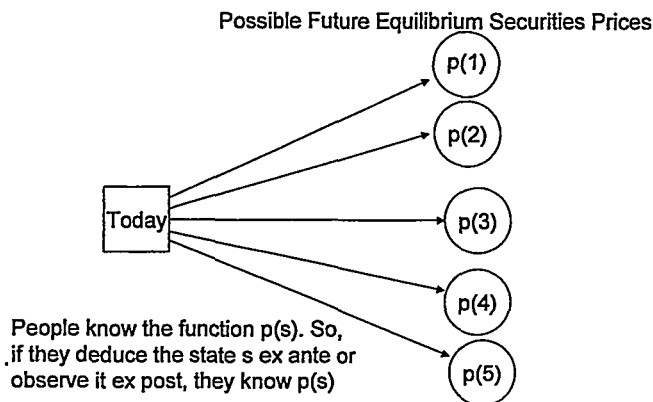 Possible Future Equilibrium Securities Prices
p(1)
p(2)
Today
p(3)
p(4)
People know the function p(s). So,
if they deduce the state s ex ante or
observe it ex post, they know p(s)
p(5)